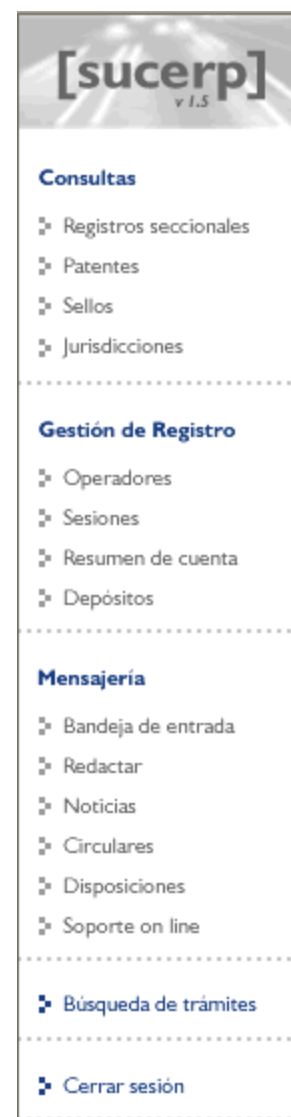 [sucerp]
v 1.5
Consultas
Registros seccionales
Patentes
Sellos
Jurisdicciones
Gestión de Registro
Operadores
Sesiones
Resumen de cuenta
Depósitos
Mensajería
Bandeja de entrada
Redactar
Noticias
Circulares
Disposiciones
Soporte on line
Búsqueda de trámites
Cerrar sesión